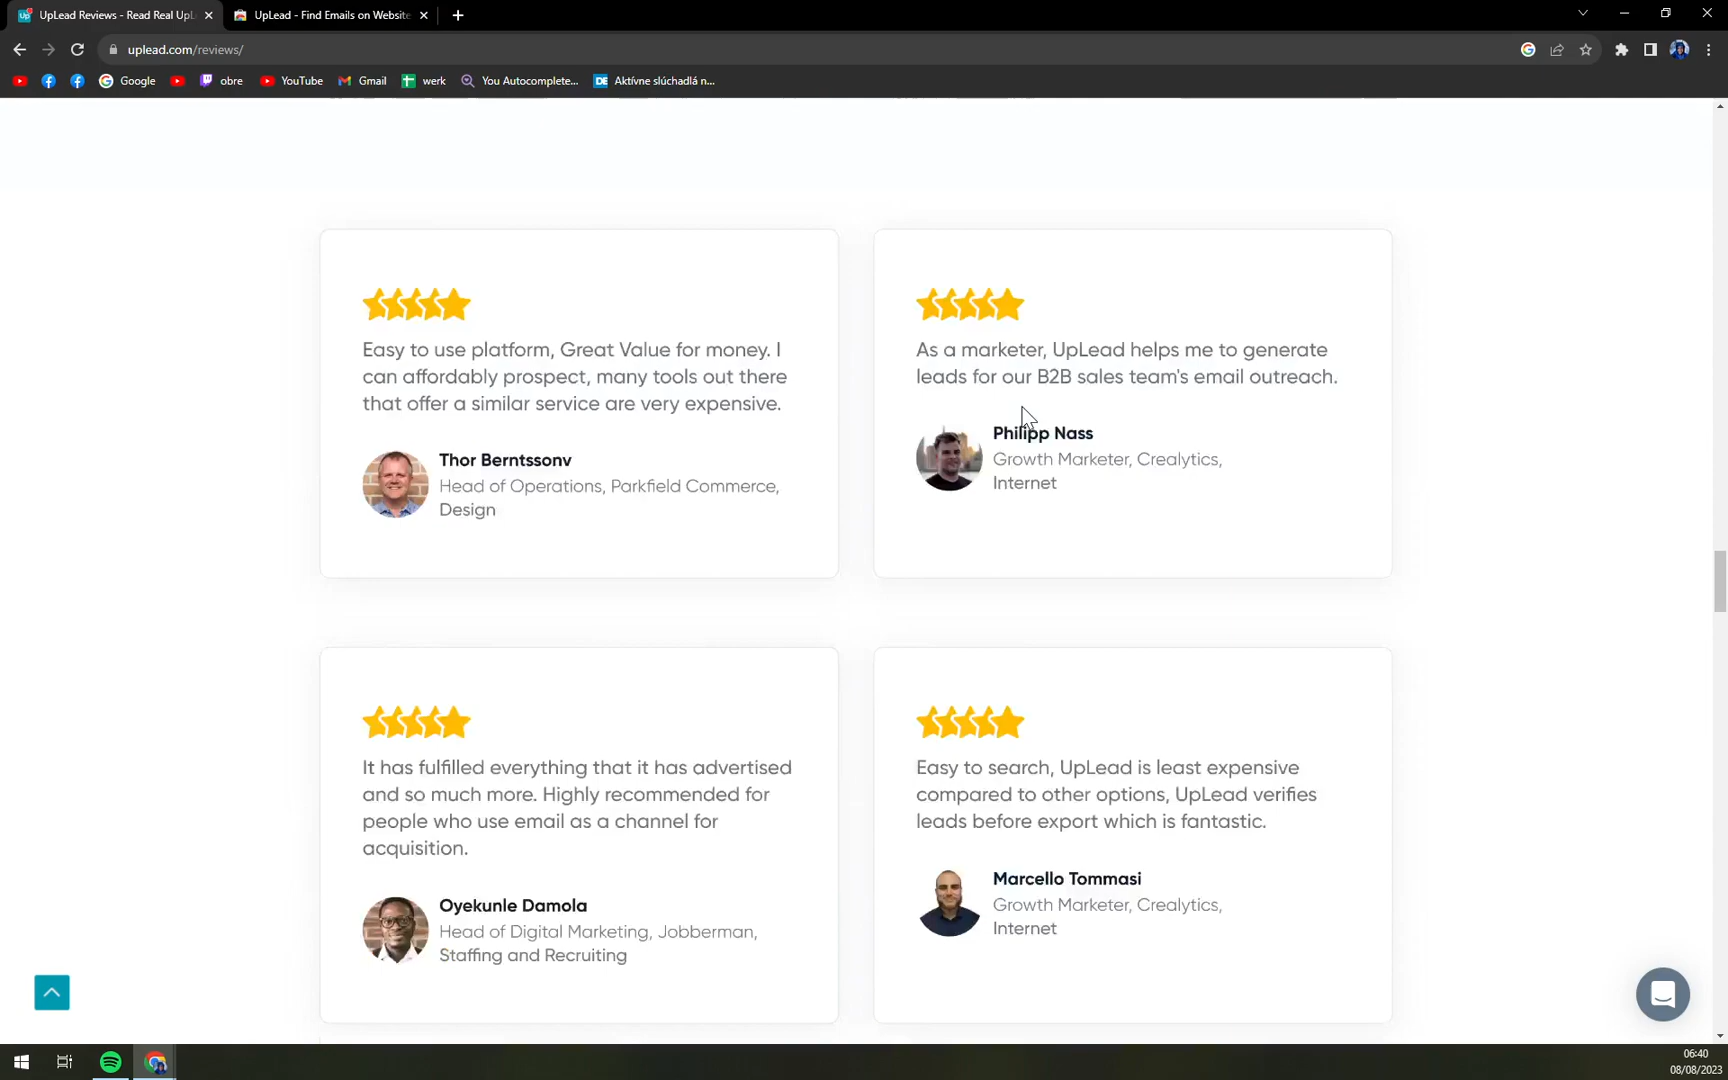 UpLead Reviews - Read Real UpL
UpLead - Find Emails on Website
uplead.com/reviews/
Google
obre
YouTube
Gmail
werk
You Autocomplete...
DE
Aktívne slúchadlá n...
Easy to use platform, Great Value for money. I
can affordably prospect, many tools out there
that offer a similar service are very expensive.
Thor Berntssonv
Head of Operations, Parkfield Commerce,
Design
As a marketer, UpLead helps me to generate
leads for our B2B sales team's email outreach.
Philipp Nass
Growth Marketer, Crealytics,
Internet
It has fulfilled everything that it has advertised
and so much more. Highly recommended for
people who use email as a channel for
acquisition.
Oyekunle Damola
Head of Digital Marketing, Jobberman,
Staffing and Recruiting
Easy to search, UpLead is least expensive
compared to other options, UpLead verifies
leads before export which is fantastic.
Marcello Tommasi
Growth Marketer, Crealytics,
Internet
06:40
08/08/2023